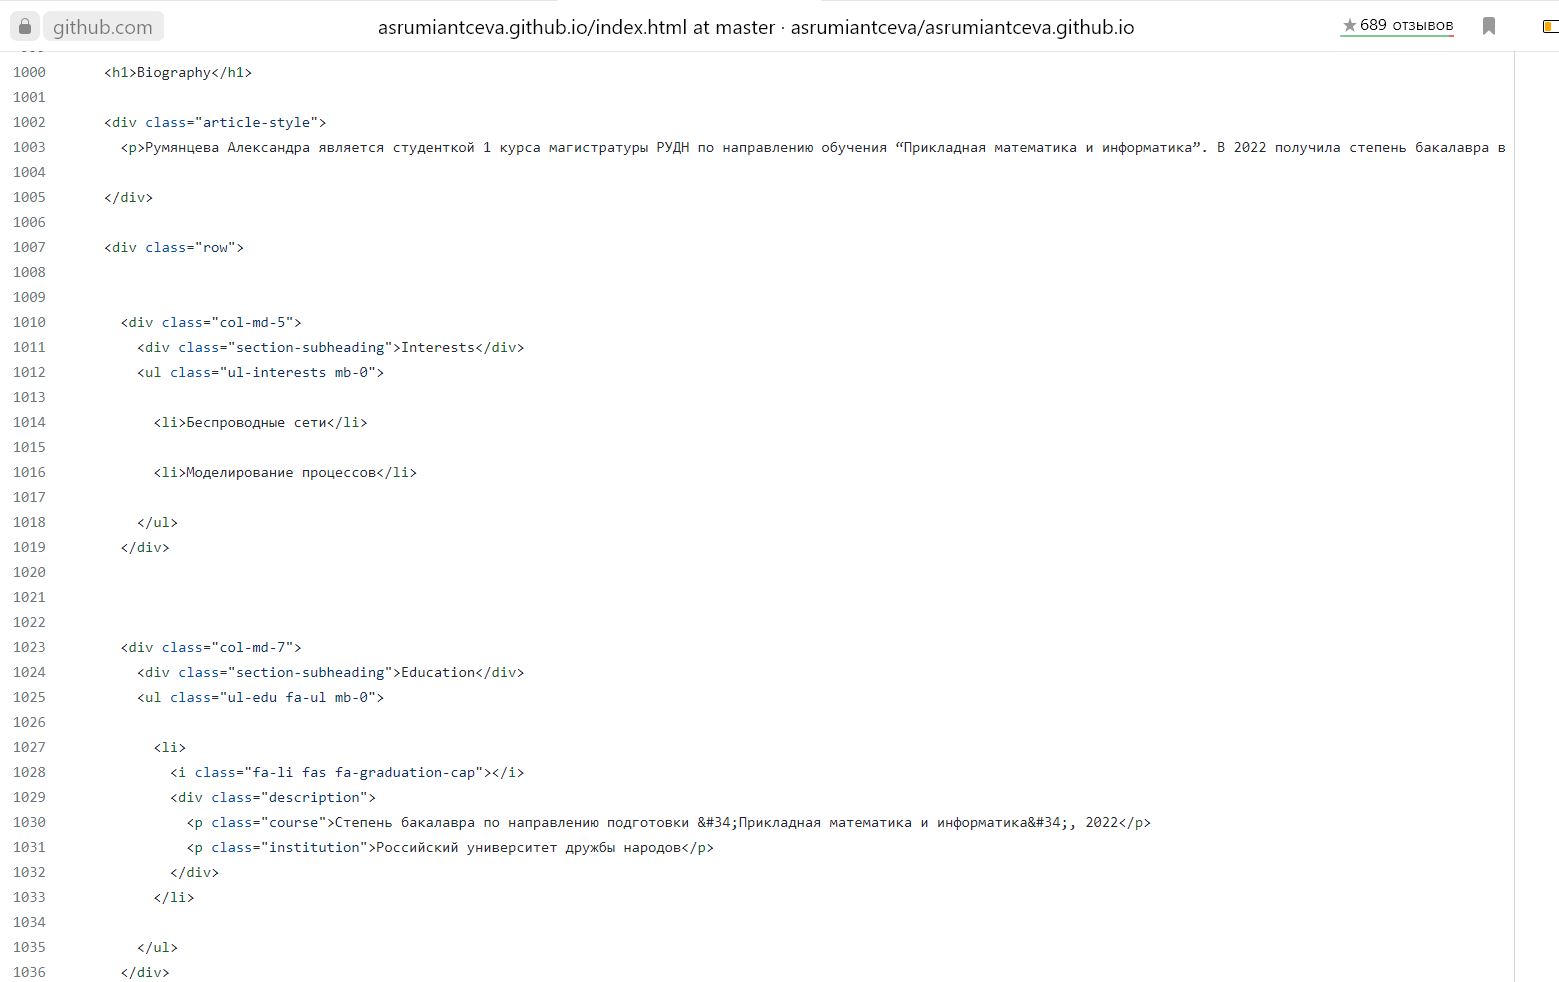 github.com asrumiantceva.github.io/index.html at master · asrumiantceva/asrumiantceva.github.io 689 отзывов
1000 <h1>Biography</h1>
1001
1002 <div class="article-style">
1003 <p>Румянцева Александра является студенткой 1 курса магистратуры РУДН по направлению обучения “Прикладная математика и информатика”. В 2022 получила степень бакалавра в
1004
1005 </div>
1006
1007 <div class="row">
1008
1009
1010 <div class="col-md-5">
1011 <div class="section-subheading">Interests</div>
1012 <ul class="ul-interests mb-0">
1013
1014 <li>Беспроводные сети</li>
1015
1016 <li>Моделирование процессов</li>
1017
1018 </ul>
1019 </div>
1020
1021
1022
1023 <div class="col-md-7">
1024 <div class="section-subheading">Education</div>
1025 <ul class="ul-edu fa-ul mb-0">
1026
1027 <li>
1028 <i class="fa-li fas fa-graduation-cap"></i>
1029 <div class="description">
1030 <p class="course">Степень бакалавра по направлению подготовки &#34;Прикладная математика и информатика&#34;, 2022</p>
1031 <p class="institution">Российский университет дружбы народов</p>
1032 </div>
1033 </li>
1034
1035 </ul>
1036 </div>